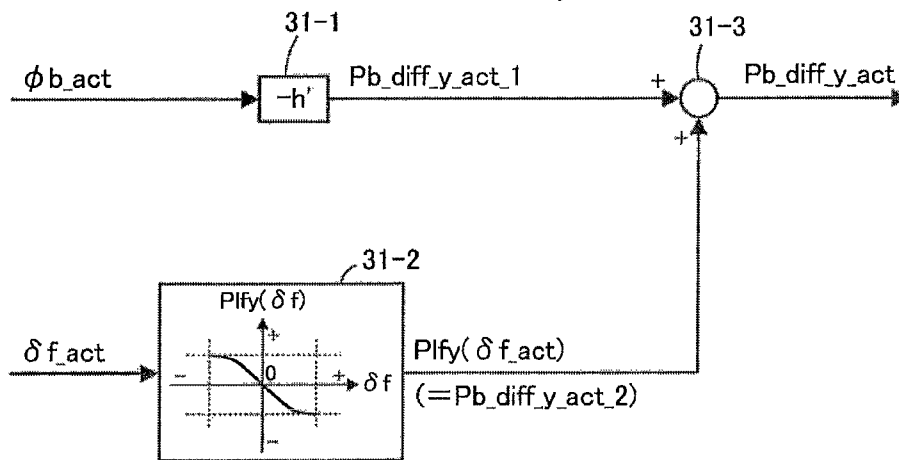 31-1
31-3
φb_act
-h'
Pb_diff_y_act_1
+
Pb_diff_y_act
+
31-2
Plfy(δf)
+
δf_act
-
0
+
δf
-
Plfy(δf_act)
(=Pb_diff_y_act_2)